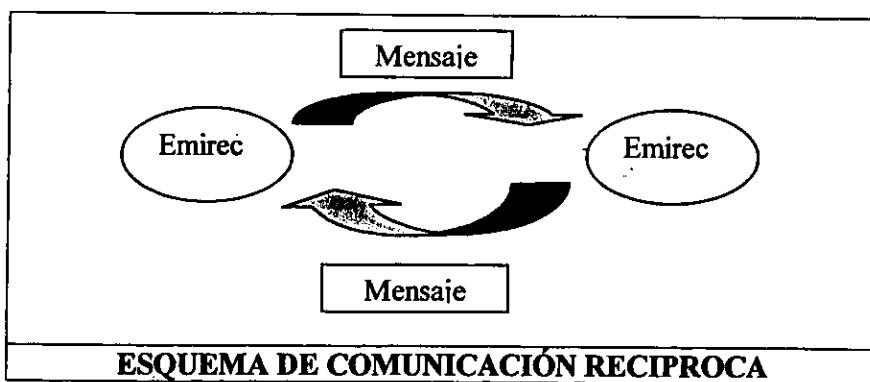 Mensaje
Emirec
Emirec
Mensaje
ESQUEMA DE COMUNICACIÓN RECIPROCA